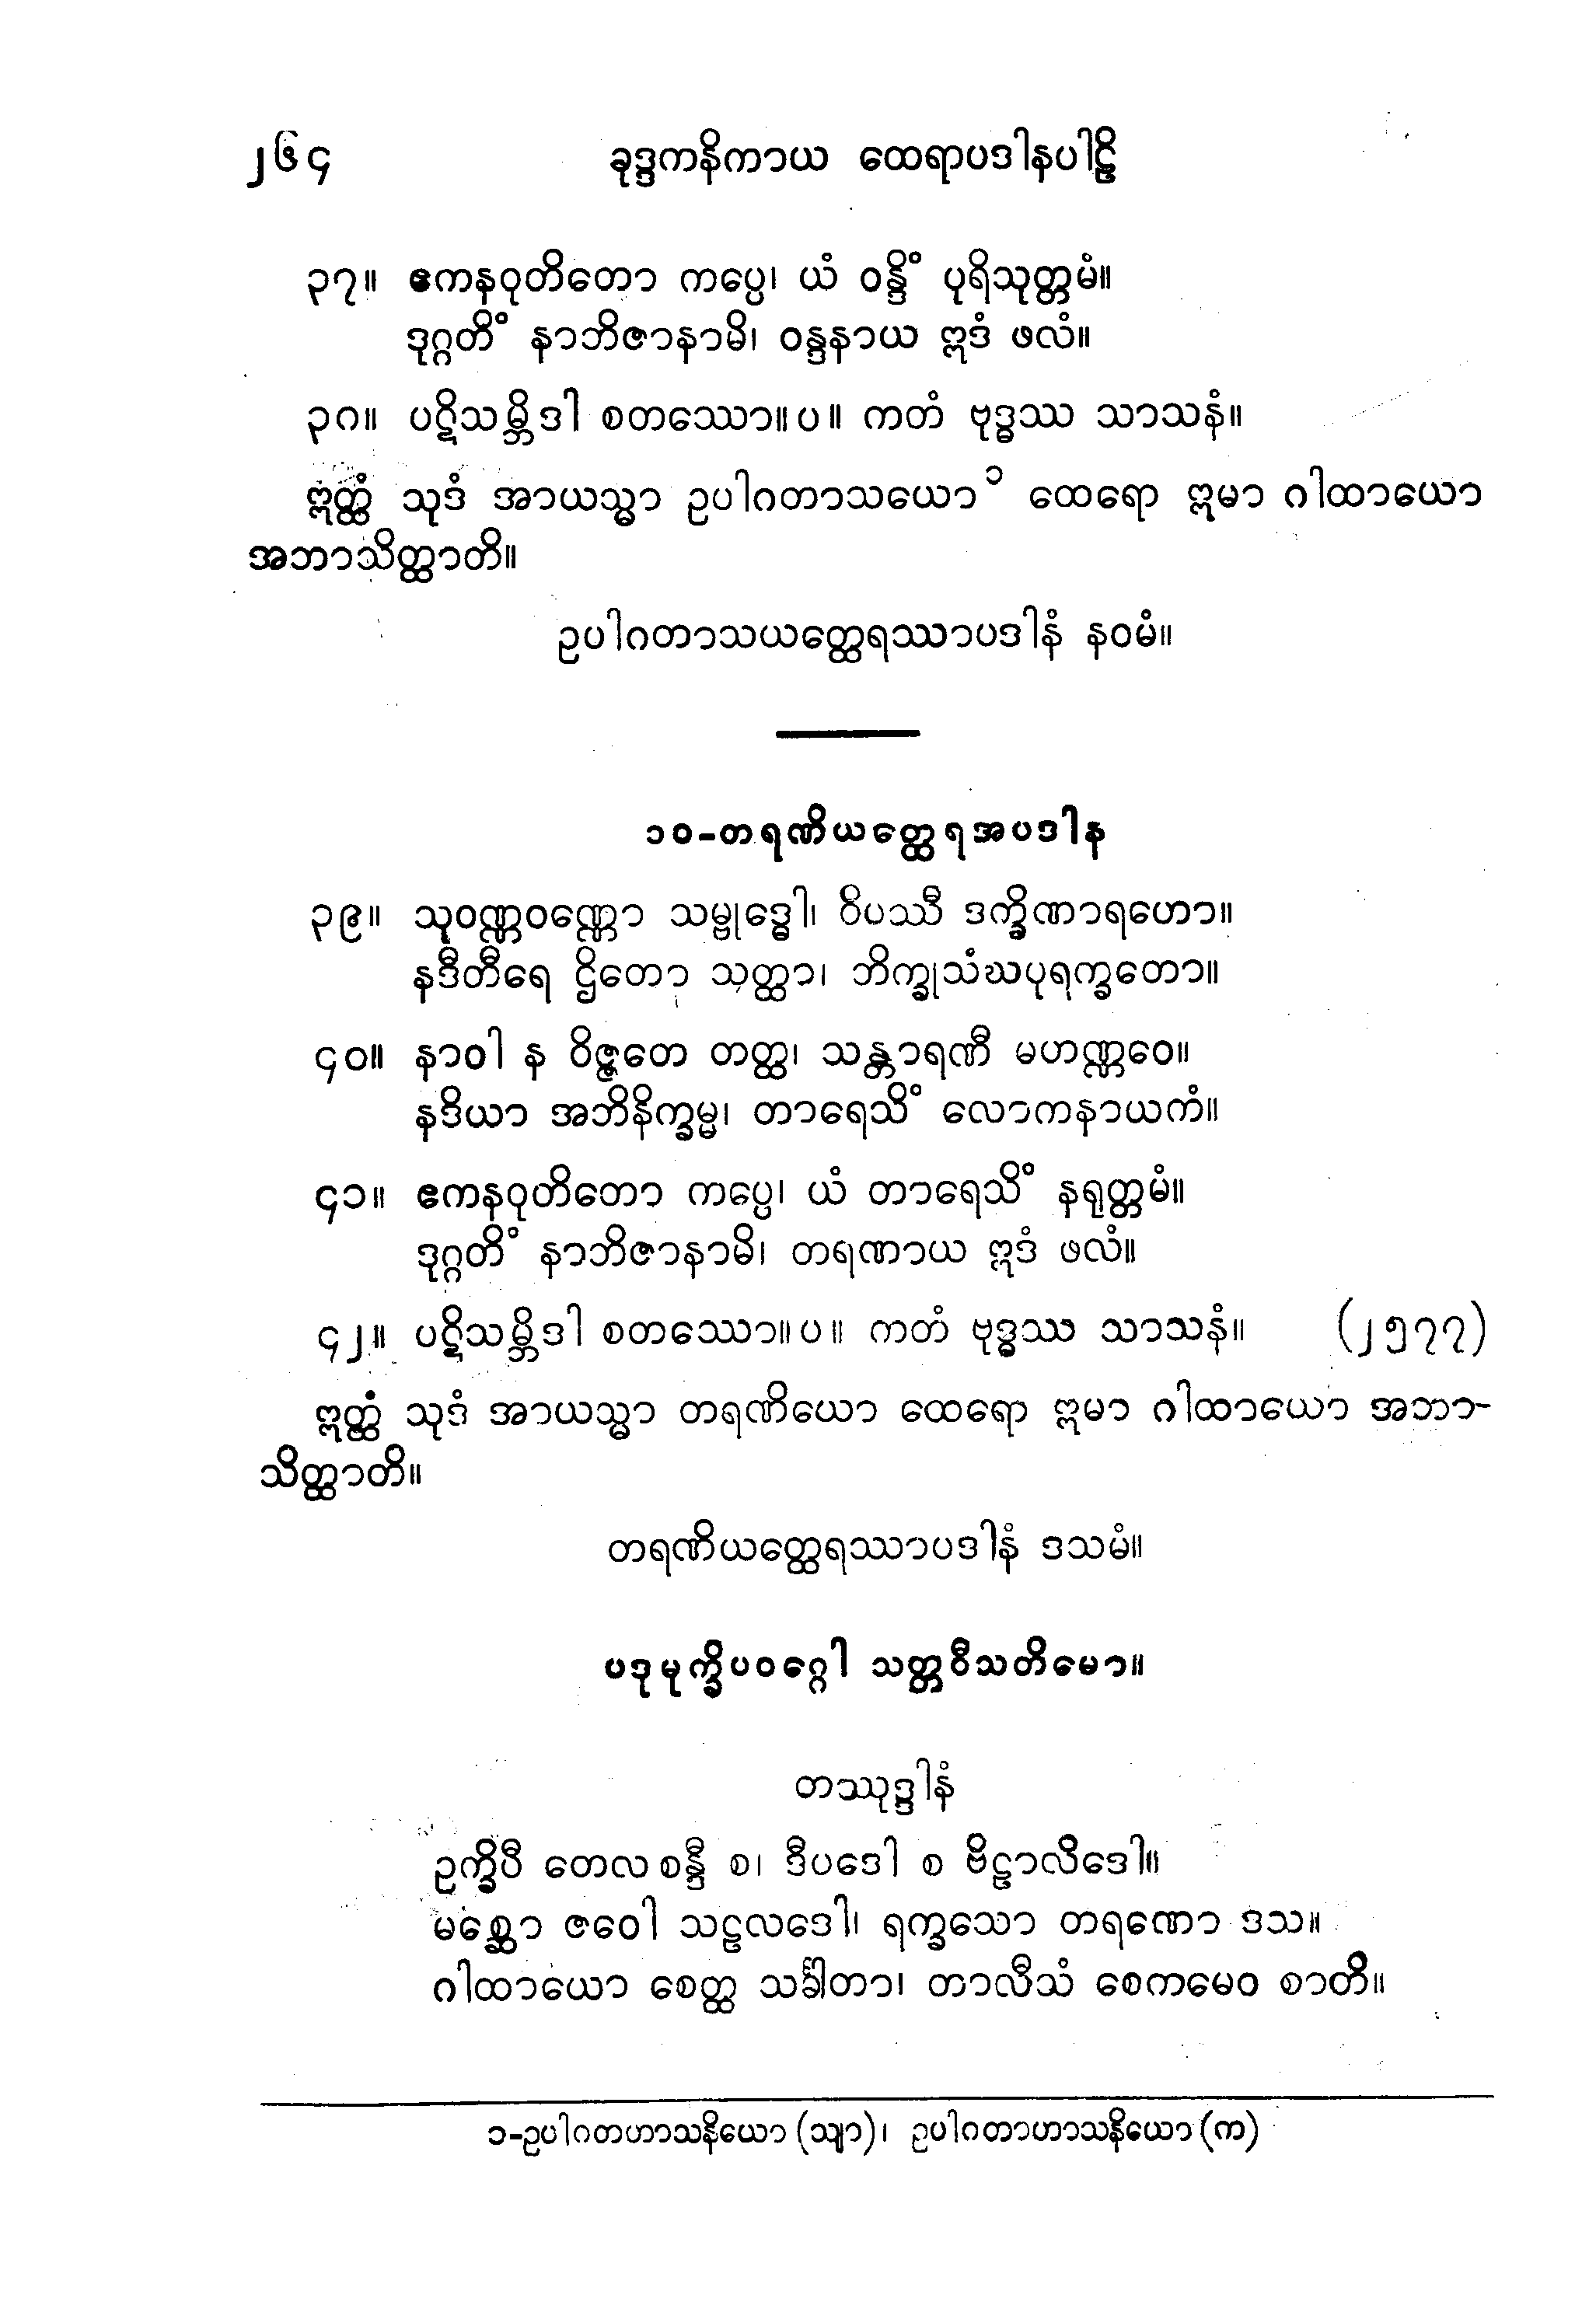 ၂၆၄ ခုဒ္ဒကနိကာယ ထေရာပဒါနပါဠိ
၃၇။ ဧကနဝုတိတော ကပ္ပေ၊ ယံ ဝန္ဒိံ ပုရိသုတ္တမံ။
ဒုဂ္ဂတိံ နာဘိဇာနာမိ၊ ဝန္ဒနာယ ဣဒံ ဖလံ။
၃၈။ ပဋိသမ္ဘိဒါ စတဿော။ပ။ ကတံ ဗုဒ္ဓဿ သာသနံ။
ဣတ္ထံ သုဒံ အာယသ္မာ ဥပါဂတာသယော ၁ ထေရော ဣမာ ဂါထာယော
အဘာသိတ္ထာတိ။
ဥပါဂတာသယတ္ထေရဿာပဒါနံ နဝမံ။
၁၀-တရဏိယတ္ထေရအပဒါန
၃၉။ သုဝဏ္ဏဝဏ္ဏော သမ္ဗုဒ္ဓေါ၊ ဝိပဿီ ဒက္ခိဏာရဟော။
နဒီတီရေ ဌိတော သတ္ထာ၊ ဘိက္ခုသံဃပုရက္ခတော။
၄၀။ နာဝါ န ဝိဇ္ဇတေ တတ္ထ၊ သန္တာရဏီ မဟဏ္ဏဝေ။
နဒိယာ အဘိနိက္ခမ္မ၊ တာရေသိံ လောကနာယကံ။
၄၁။ ဧကနဝုတိတော ကပ္ပေ၊ ယံ တာရေသိံ နရုတ္တမံ။
ဒုဂ္ဂတိံ နာဘိဇာနာမိ၊ တရဏာယ ဣဒံ ဖလံ။
၄၂။ ပဋိသမ္ဘိဒါ စတဿော။ပ။ ကတံ ဗုဒ္ဓဿ သာသနံ။ (၂၅၇၇)
ဣတ္ထံ သုဒံ အာယသ္မာ တရဏိယော ထေရော ဣမာ ဂါထာယော အဘာ-
သိတ္ထာတိ။
တရဏိယတ္ထေရဿာပဒါနံ ဒသမံ။
ပဒုမုက္ခိပဝဂ္ဂေါ သတ္တဝီသတိမော။
တဿုဒ္ဒါနံ
ဥက္ခိပီ တေလစန္ဒီ စ၊ ဒီပဒေါ စ ဗိဠာလိဒေါ။
မစ္ဆော ဇဝေါ သဠလဒေါ၊ ရက္ခသော တရဏော ဒသ။
ဂါထာယော စေတ္ထ သင်္ခါတာ၊ တာလီသံ စေကမေဝ စာတိ။
၁-ဥပါဂတဟာသနိယော (သျာ)၊ ဥပါဂတာဟာသနိယော (က)